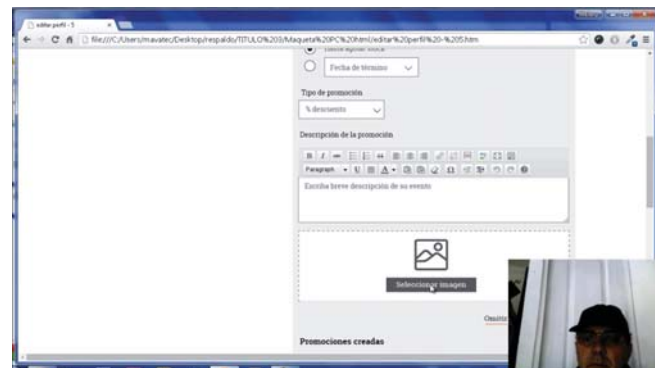 editar perfil - 5
file:///C:/Users/mavatec/Desktop/respaldo/TITULO%203/Maqueta%20PC%20html/editar%20perfil%20-%205.htm
Fecha de término
Tipo de promoción
% descuento
Descripción de la promoción
Paragraph
Escriba breve descripción de su evento
Seleccionar imagen
Omitir
Promociones creadas